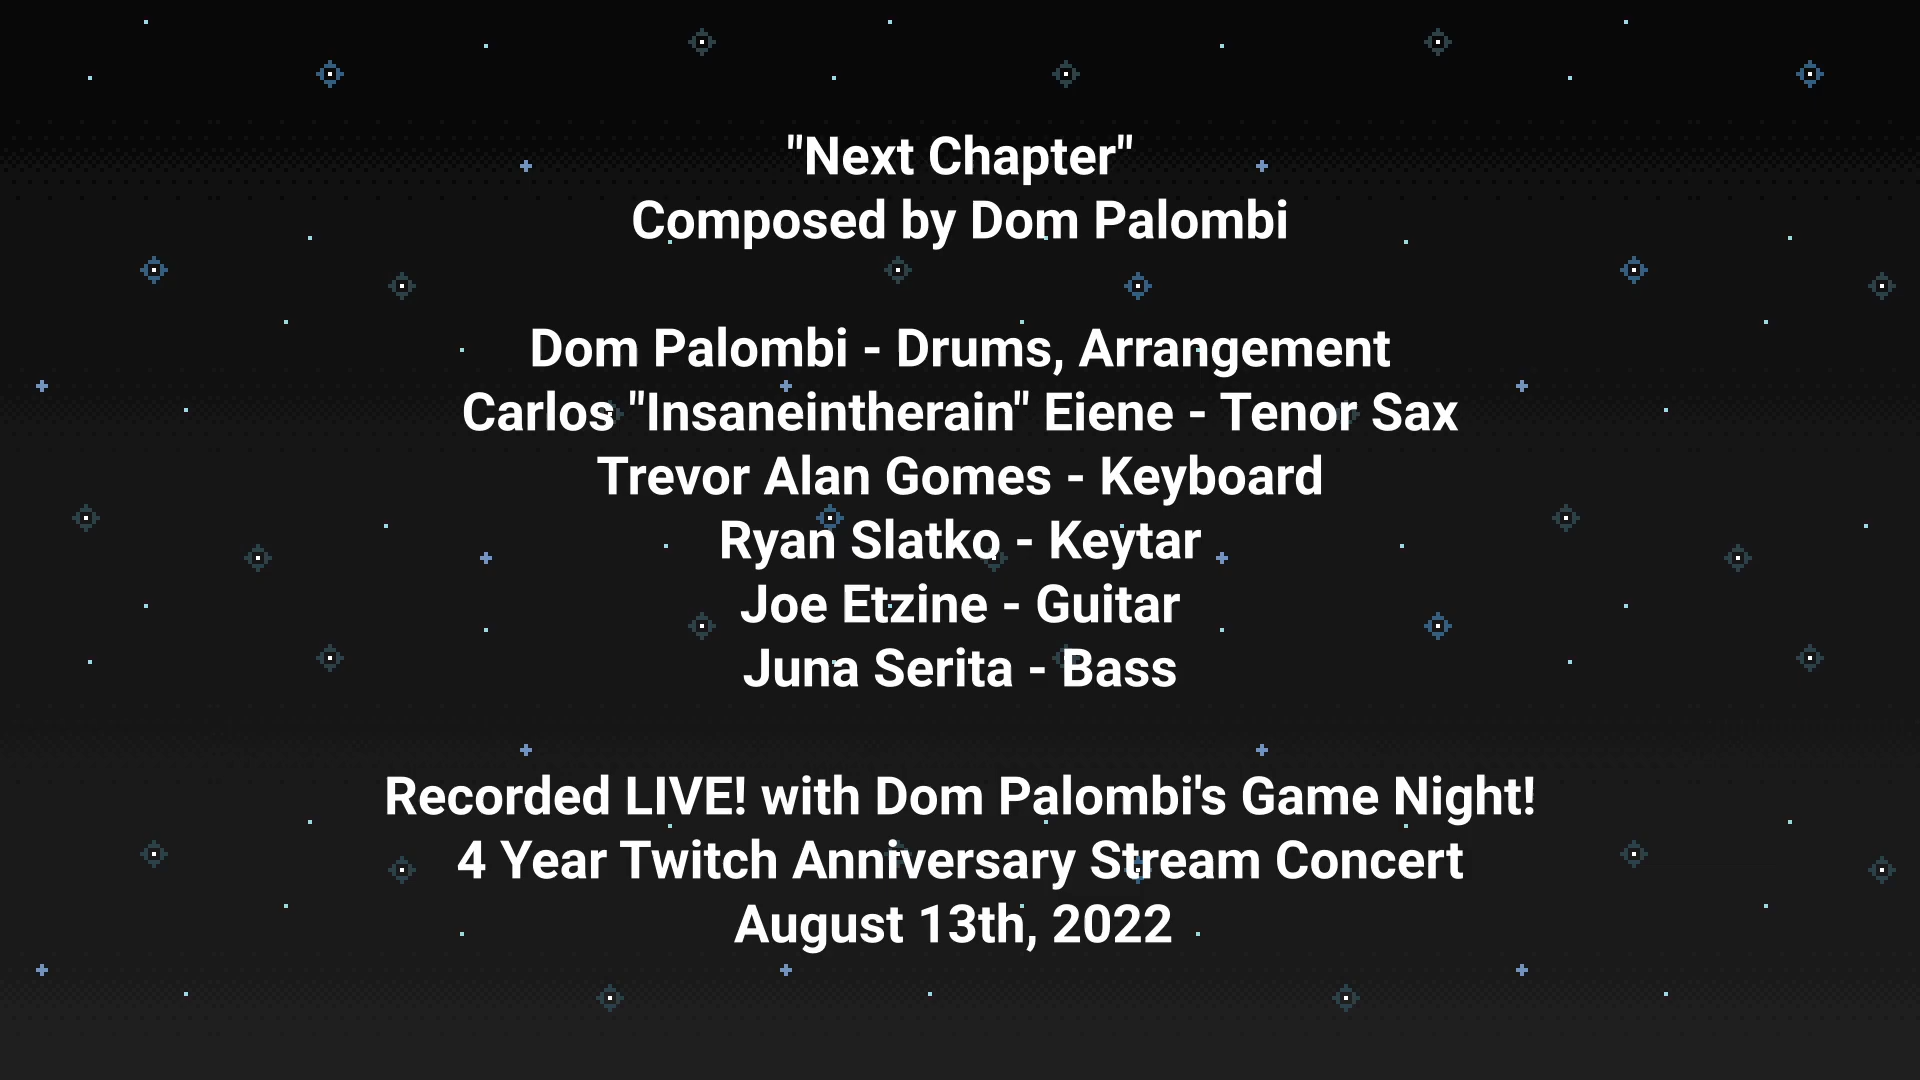 "Next Chapter"
Composed by Dom Palombi
Dom Palombi - Drums, Arrangement
Carlos "Insaneintherain" Eiene - Tenor Sax
Trevor Alan Gomes - Keyboard
Ryan Slatko - Keytar
Joe Etzine - Guitar
Juna Serita - Bass
Recorded LIVE! with Dom Palombi's Game Night!
4 Year Twitch Anniversary Stream Concert
August 13th, 2022